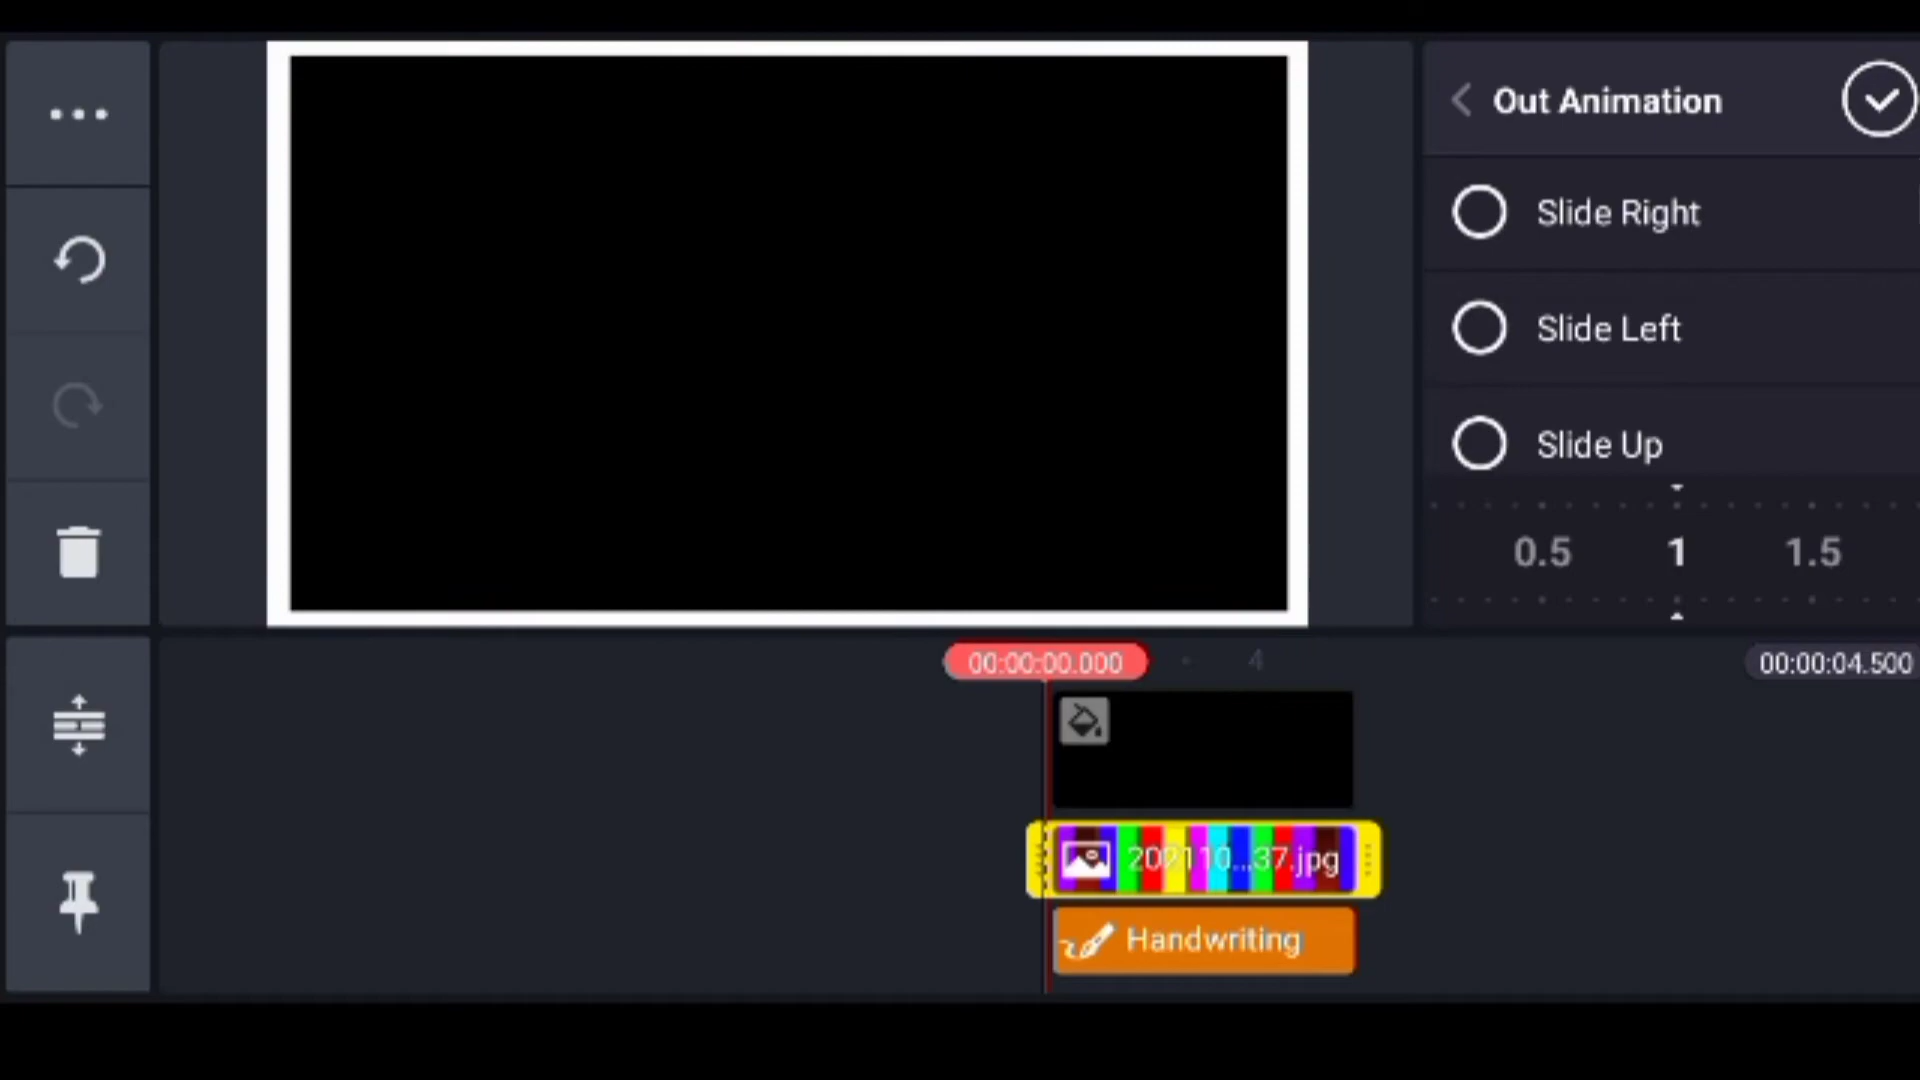 Out Animation
Slide Right
Slide Left
Slide Up
0.5 1 1.5
00:00:00.000 4 00:00:04.500
202110...37.jpg
Handwriting